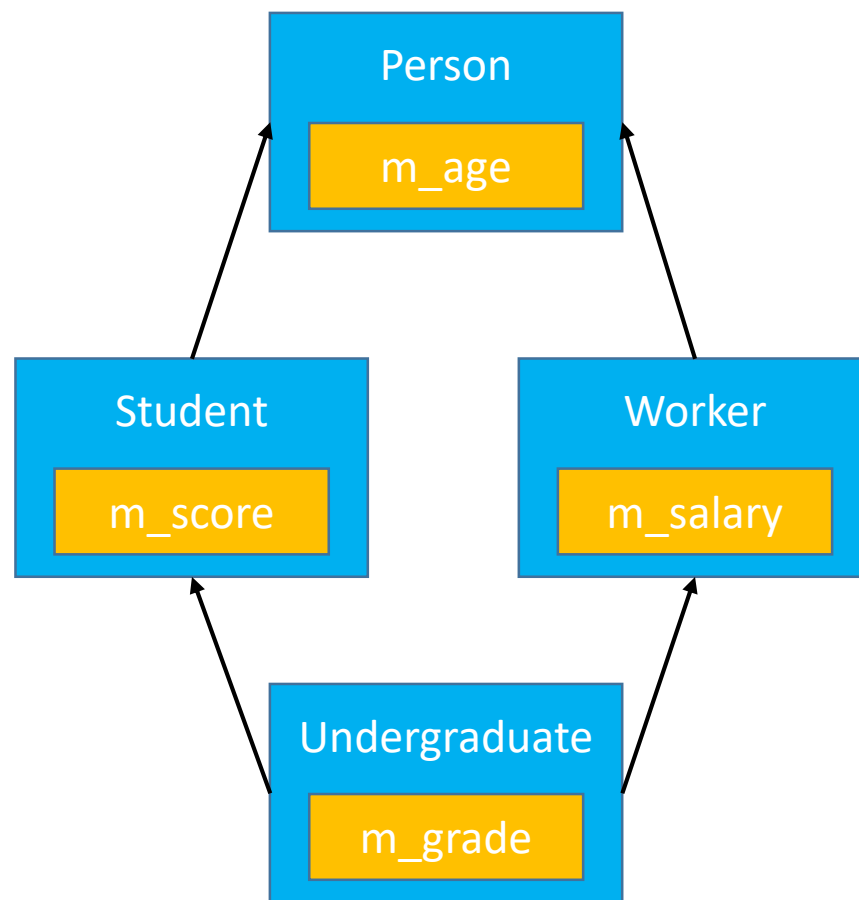 Person
m_age
Student
m_score
Worker
m_salary
Undergraduate
m_grade